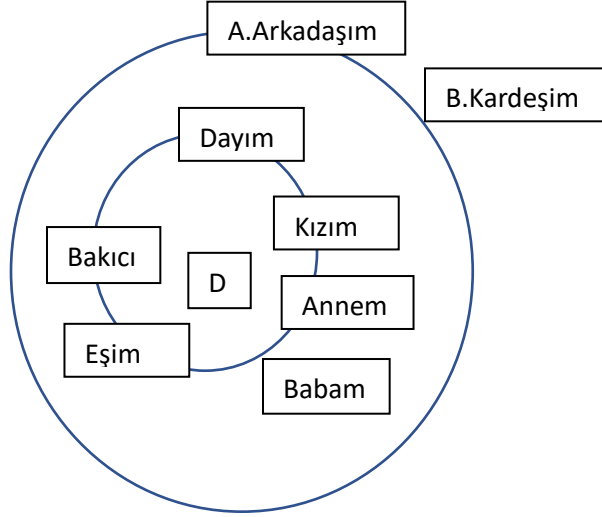 A.Arkadaşım
B.Kardeşim
Dayım
Kızım
Bakıcı
D
Annem
Eşim
Babam